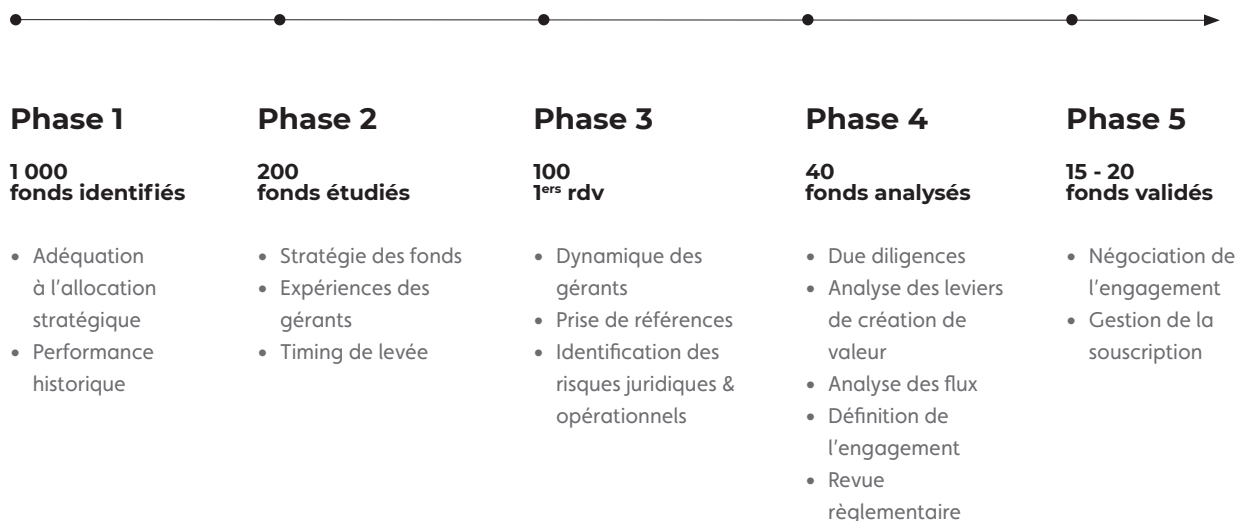 Phase 1
1 000
fonds identifiés
• Adéquation
à l'allocation
stratégique
• Performance
historique
Phase 2
200
fonds étudiés
• Stratégie des fonds
• Expériences des
gérants
• Timing de levée
Phase 3
100
1ers rdv
• Dynamique des
gérants
• Prise de références
• Identification des
risques juridiques &
opérationnels
Phase 4
40
fonds analysés
• Due diligences
• Analyse des leviers
de création de
valeur
• Analyse des flux
• Définition de
l'engagement
• Revue
règlementaire
Phase 5
15 - 20
fonds validés
• Négociation de
l'engagement
• Gestion de la
souscription